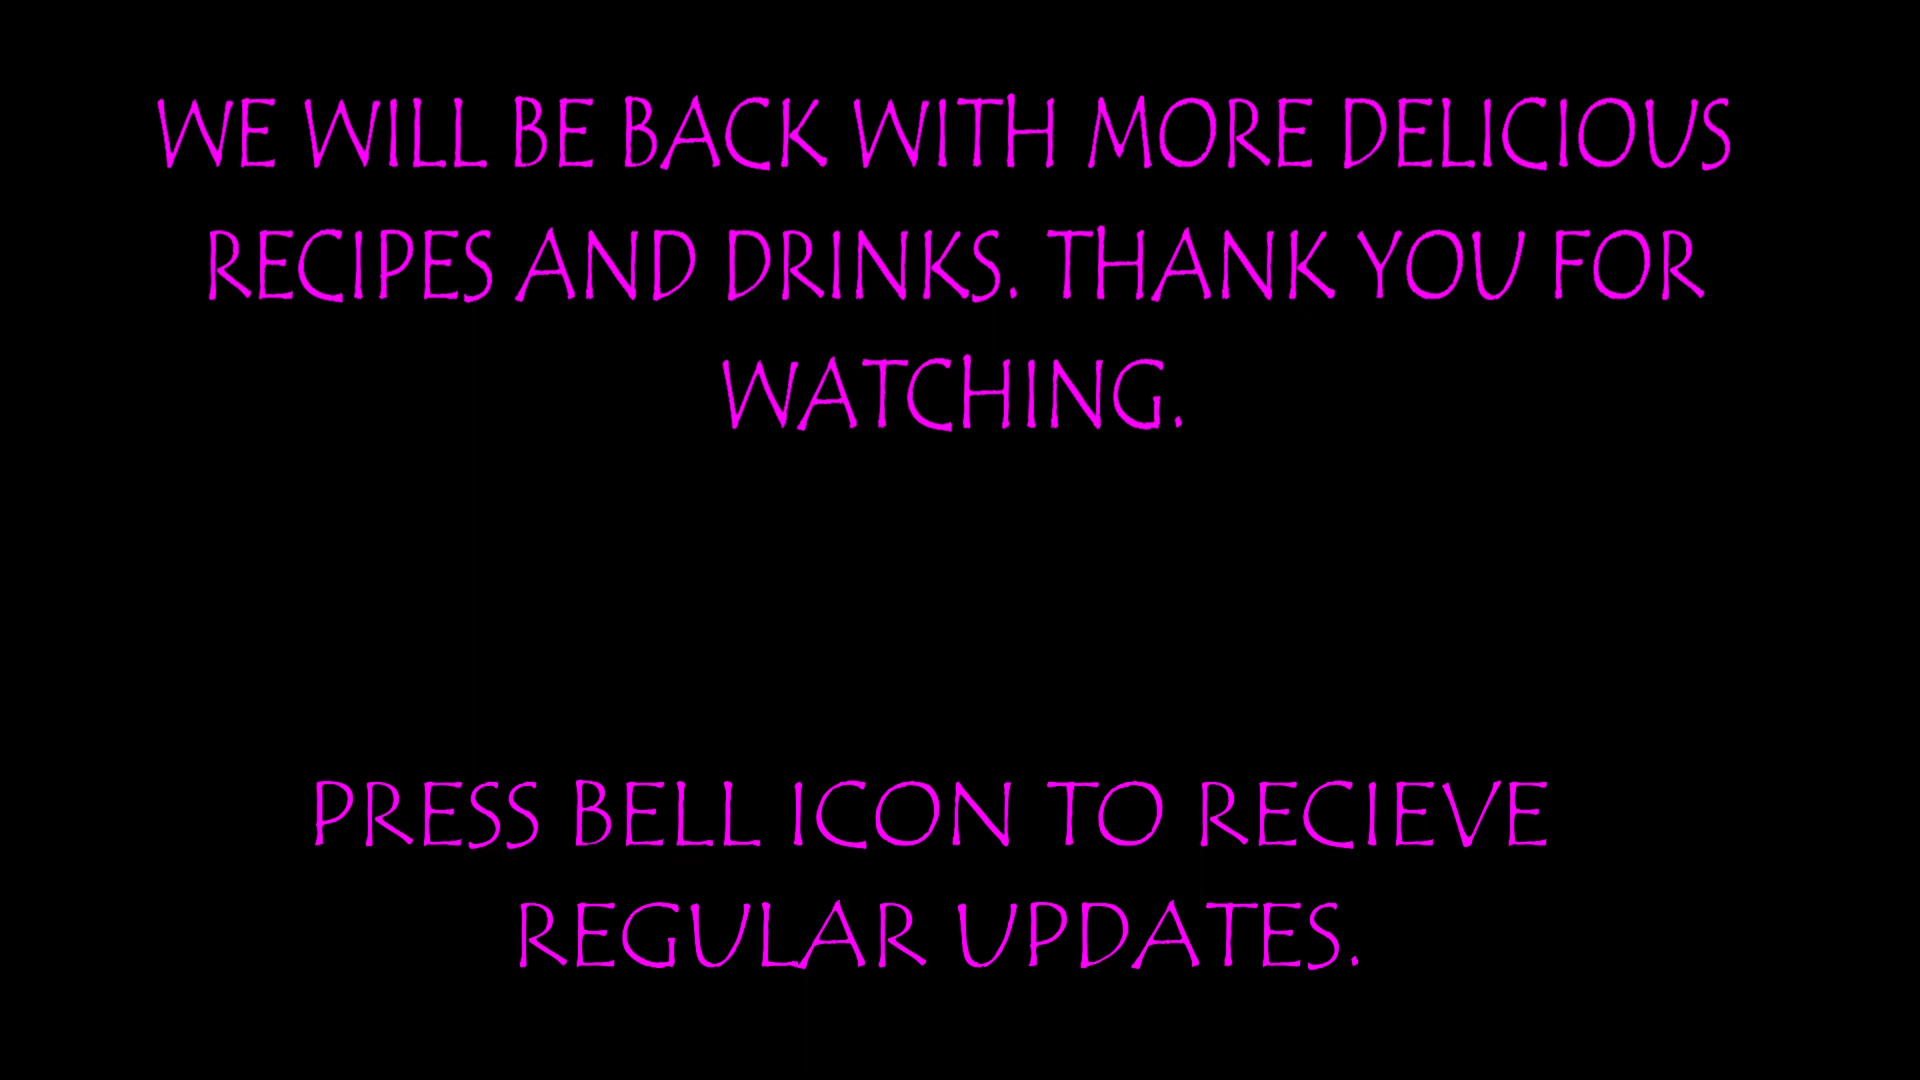 WE WILL BE BACK WITH MORE DELICIOUS
RECIPES AND DRINKS. THANK YOU FOR
WATCHING.
PRESS BELL ICON TO RECIEVE
REGULAR UPDATES.